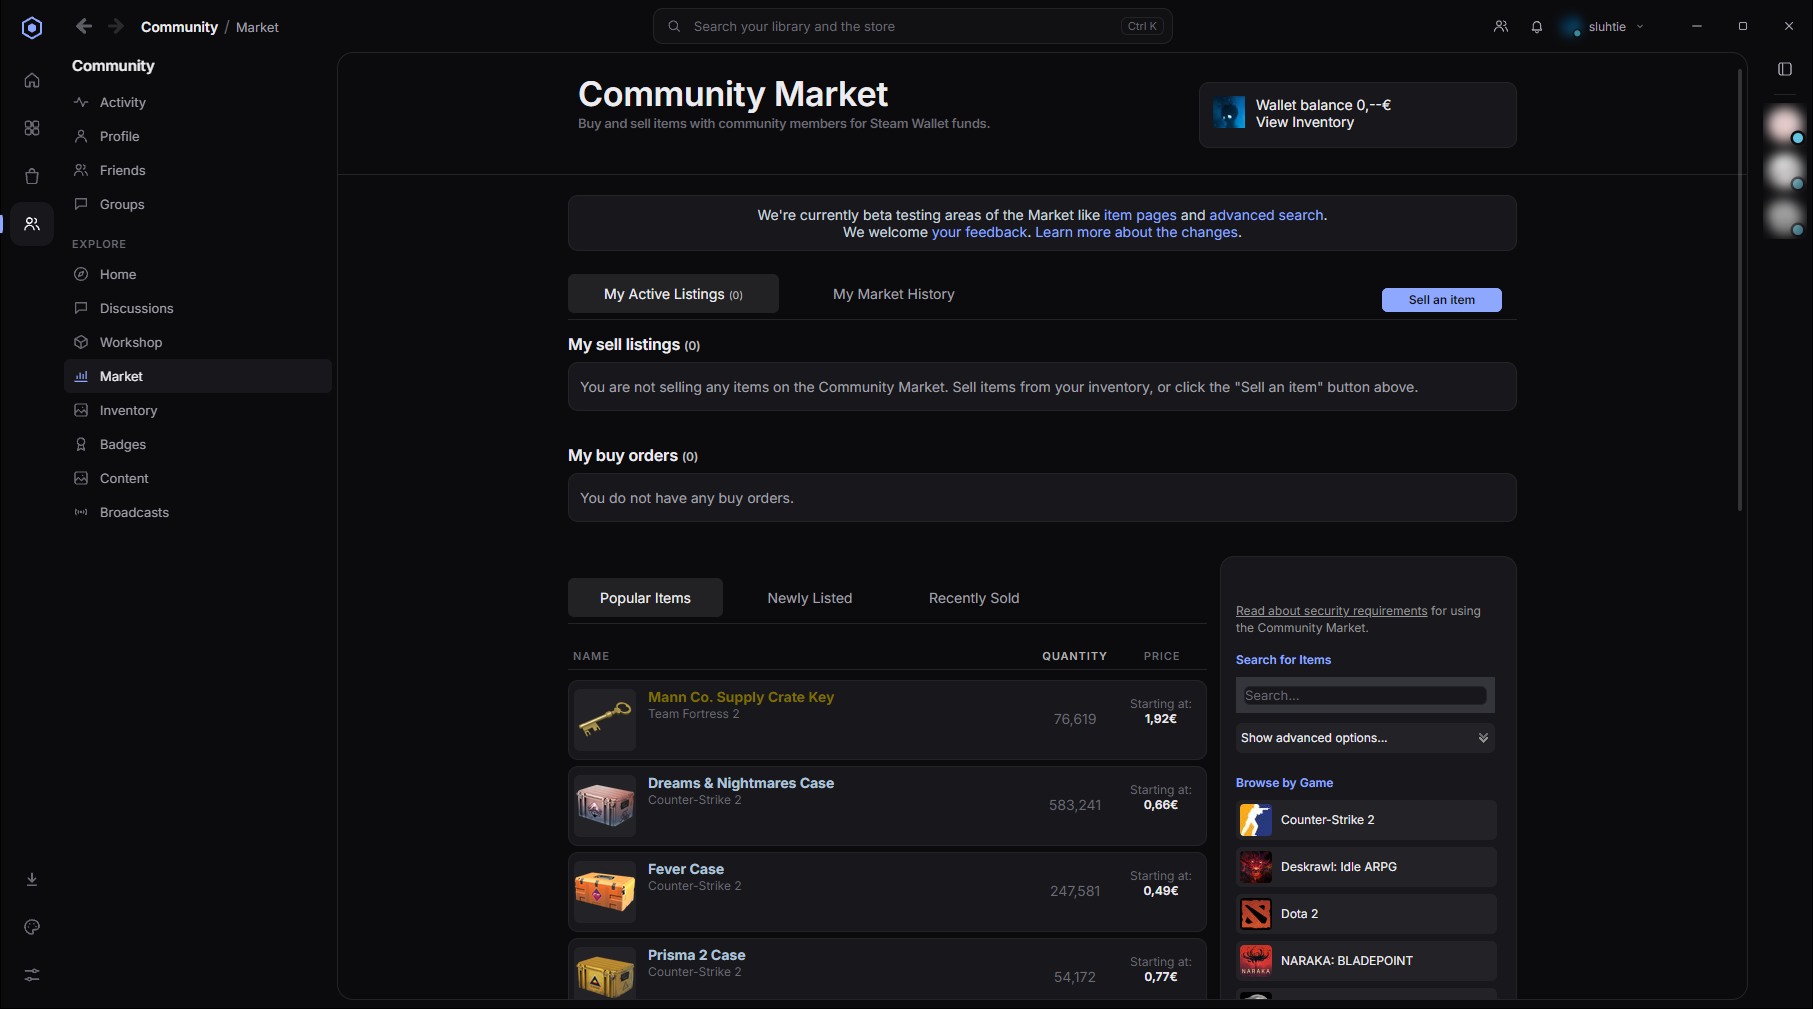 Community / Market
Search your library and the store
Ctrl K
sluhtie
Community
Activity
Profile
Friends
Groups
EXPLORE
Home
Discussions
Workshop
Market
Inventory
Badges
Content
Broadcasts
Community Market
Buy and sell items with community members for Steam Wallet funds.
Wallet balance 0,--€
View Inventory
We're currently beta testing areas of the Market like item pages and advanced search.
We welcome your feedback. Learn more about the changes.
My Active Listings (0)
My Market History
Sell an item
My sell listings (0)
You are not selling any items on the Community Market. Sell items from your inventory, or click the "Sell an item" button above.
My buy orders (0)
You do not have any buy orders.
Popular Items
Newly Listed
Recently Sold
NAME
QUANTITY
PRICE
Mann Co. Supply Crate Key
Team Fortress 2
76,619
Starting at:
1,92€
Dreams & Nightmares Case
Counter-Strike 2
583,241
Starting at:
0,66€
Fever Case
Counter-Strike 2
247,581
Starting at:
0,49€
Prisma 2 Case
Counter-Strike 2
54,172
Starting at:
0,77€
Read about security requirements for using
the Community Market.
Search for Items
Search...
Show advanced options...
Browse by Game
Counter-Strike 2
Deskrawl: Idle ARPG
Dota 2
NARAKA
NARAKA: BLADEPOINT